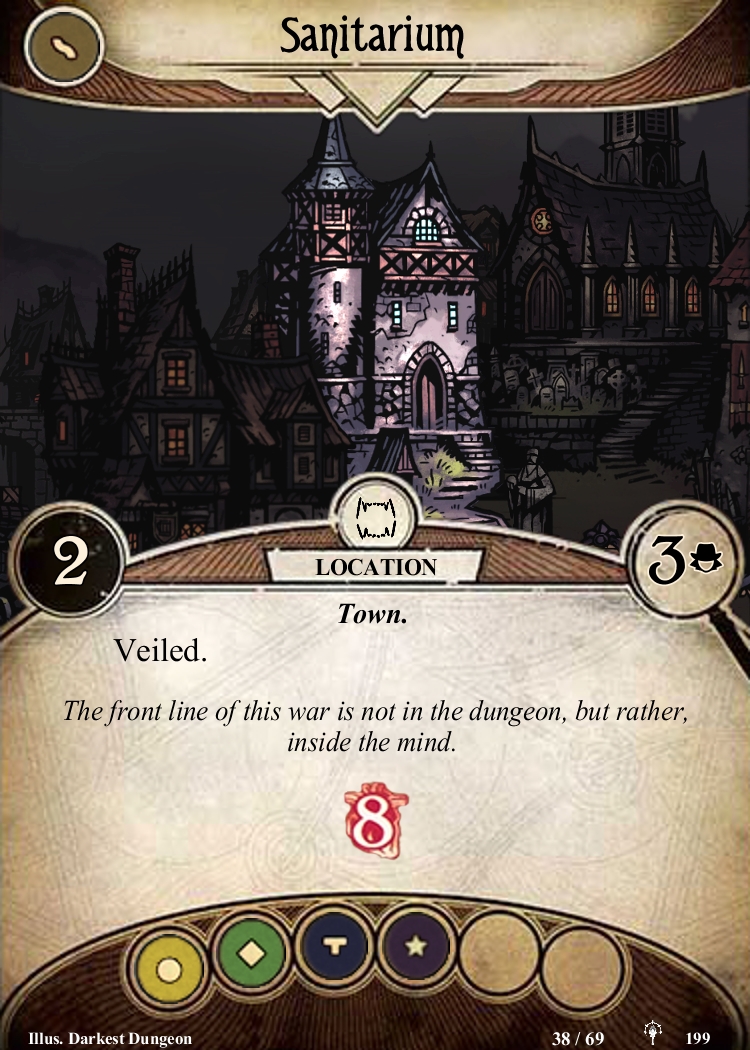 Sanitarium
2
LOCATION
3
Town.
Veiled.
The front line of this war is not in the dungeon, but rather,
inside the mind.
8
Illus. Darkest Dungeon
38 / 69
199